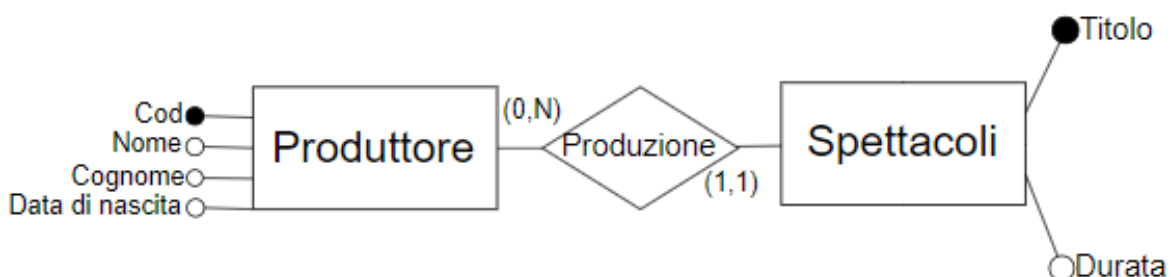 Titolo
Cod
Nome
Cognome
Data di nascita
Produttore
(0,N)
Produzione
(1,1)
Spettacoli
Durata